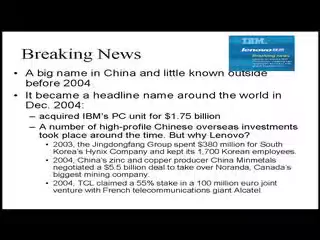 IBM.
lenovo
Breaking News
• A big name in China and little known outside
before 2004
• It became a headline name around the world in
Dec. 2004:
– acquired IBM's PC unit for $1.75 billion
– A number of high-profile Chinese overseas investments
took place around the time. But why Lenovo?
• 2003, the Jingdongfang Group spent $380 million for South
Korea's Hynix Company and kept its 1,700 Korean employees.
• 2004, China's zinc and copper producer China Minmetals
negotiated a $5.5 billion deal to take over Noranda, Canada's
biggest mining company.
• 2004, TCL claimed a 55% stake in a 100 million euro joint
venture with French telecommunications giant Alcatel